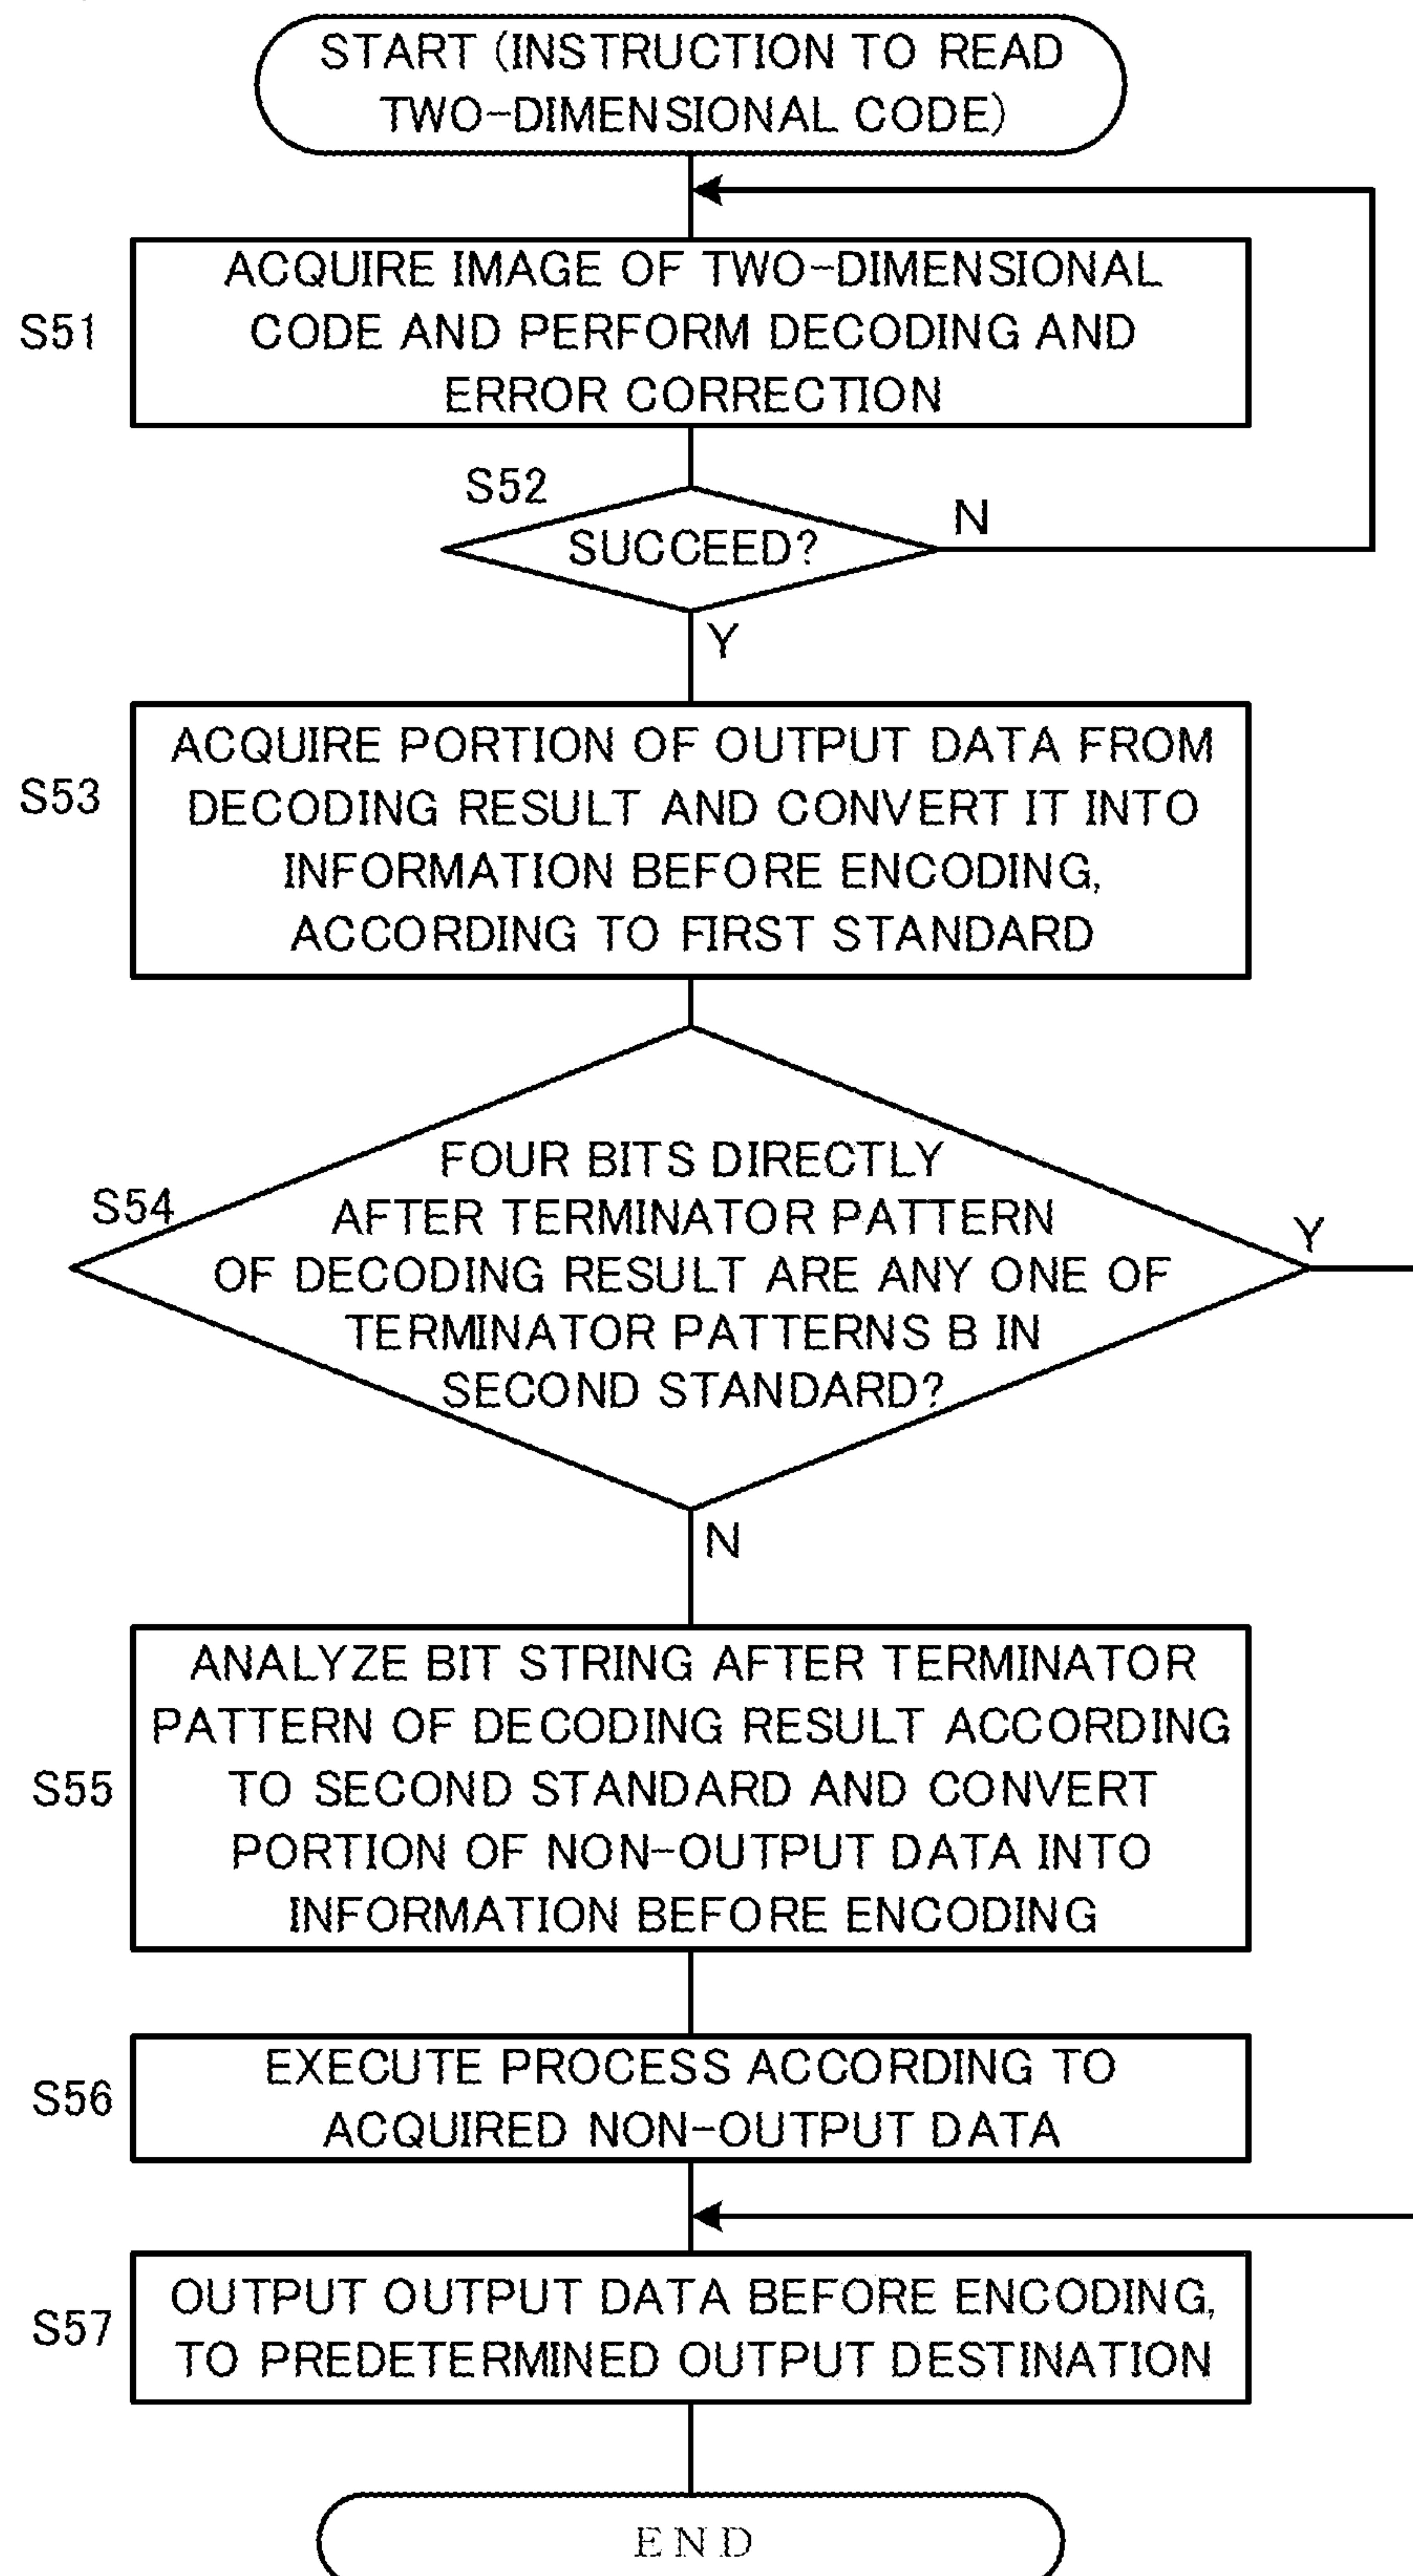 START (INSTRUCTION TO READ
TWO-DIMENSIONAL CODE)
ACQUIRE IMAGE OF TWO-DIMENSIONAL
CODE AND PERFORM DECODING AND
ERROR CORRECTION
S51
S52
SUCCEED?
N
Y
ACQUIRE PORTION OF OUTPUT DATA FROM
DECODING RESULT AND CONVERT IT INTO
INFORMATION BEFORE ENCODING,
ACCORDING TO FIRST STANDARD
S53
S54
FOUR BITS DIRECTLY
AFTER TERMINATOR PATTERN
OF DECODING RESULT ARE ANY ONE OF
TERMINATOR PATTERNS B IN
SECOND STANDARD?
Y
N
ANALYZE BIT STRING AFTER TERMINATOR
PATTERN OF DECODING RESULT ACCORDING
TO SECOND STANDARD AND CONVERT
PORTION OF NON-OUTPUT DATA INTO
INFORMATION BEFORE ENCODING
S55
EXECUTE PROCESS ACCORDING TO
ACQUIRED NON-OUTPUT DATA
S56
OUTPUT OUTPUT DATA BEFORE ENCODING,
TO PREDETERMINED OUTPUT DESTINATION
S57
END